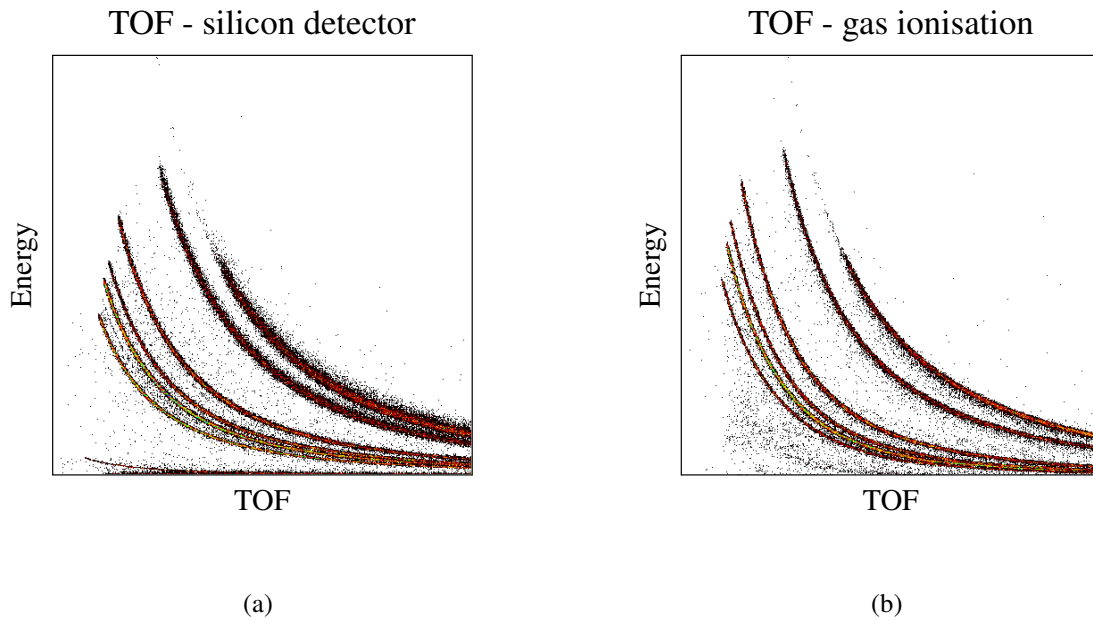 TOF - silicon detector
Energy
TOF
(a)
TOF - gas ionisation
Energy
TOF
(b)